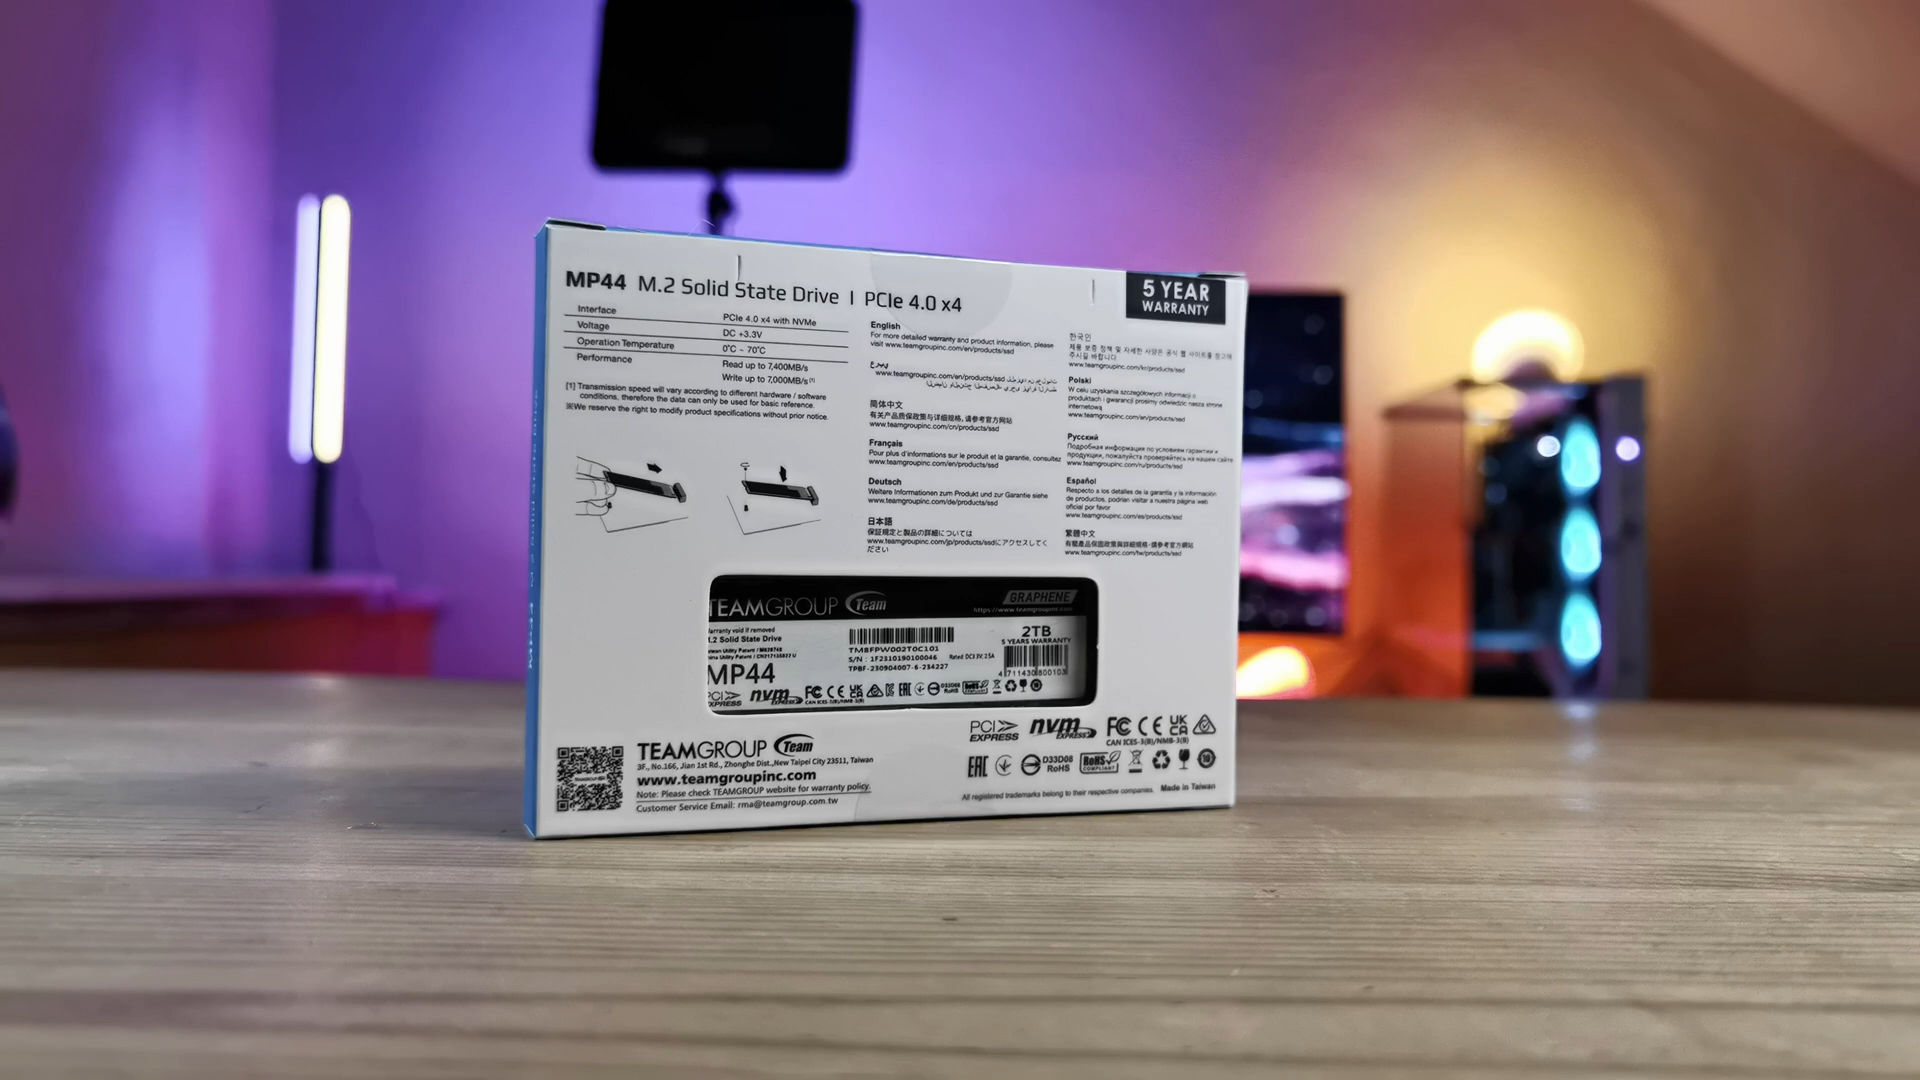 MP44 M.2 Solid State Drive | PCIe 4.0 x4
5 YEAR
WARRANTY
Interface PCIe 4.0 x4 with NVMe
Voltage DC +3.3V
Operation Temperature 0˚C ~ 70˚C
Performance Read up to 7,400MB/s
Write up to 7,000MB/s [1]
[1] Transmission speed will vary according to different hardware / software
conditions, therefore the data can only be used for basic reference.
※We reserve the right to modify product specifications without prior notice.
English
For more detailed warranty and product information, please
visit www.teamgroupinc.com/en/products/ssd
عربي
www.teamgroupinc.com/en/products/ssd
简体中文
有关产品质保政策与详细规格,请参考官方网站
www.teamgroupinc.com/cn/products/ssd
Français
Pour plus d'informations sur le produit et la garantie, consultez
www.teamgroupinc.com/en/products/ssd
Deutsch
Weitere Informationen zum Produkt und zur Garantie siehe
www.teamgroupinc.com/de/products/ssd
日本語
保証規定と製品の詳細については
www.teamgroupinc.com/jp/products/ssdにアクセスしてく
ださい
한국인
제품 보증 정책 및 자세한 사양은 공식 웹 사이트를 참고해
주시길 바랍니다.
www.teamgroupinc.com/kr/products/ssd
Polski
W celu uzyskania szczegółowych informacji o
produktach i gwarancji prosimy odwiedzić nasza strone
internetową
www.teamgroupinc.com/en/products/ssd
Русский
Подробная информация по условиям гарантии и
продукции, пожалуйста проверяйтесь на нашем сайте
www.teamgroupinc.com/ru/products/ssd
Español
Respecto a los detalles de la garantía y la información
de productos, podrían visitar a nuestra página web
oficial por favor
www.teamgroupinc.com/es/products/ssd
繁體中文
有關產品保固政策與詳細規格,請參考官方網站
www.teamgroupinc.com/tw/products/ssd
TEAMGROUP Team
GRAPHENE
https://www.teamgroupinc.com
Warranty void if removed
M.2 Solid State Drive
MP44
TM8FPW002T0C101
S/N : 1F2310190100046 Rated: DC3.3V, 2.5A
TPBF-230904007-6-234227
2TB
5 YEARS WARRANTY
4711430800103
PCI EXPRESS nvm EXPRESS FC CE UK CA EAC D33D08 RoHS RoHS COMPLIANT
CAN ICES-3(B)/NMB-3(B)
TEAMGROUP Team
3F., No.166, Jian 1st Rd., Zhonghe Dist., New Taipei City 23511, Taiwan
www.teamgroupinc.com
Note: Please check TEAMGROUP website for warranty policy.
Customer Service Email: rma@teamgroup.com.tw
PCI EXPRESS nvm EXPRESS FC CE UK CA
CAN ICES-3(B)/NMB-3(B)
EAC D33D08 RoHS RoHS COMPLIANT 10
All registered trademarks belong to their respective companies. Made in Taiwan